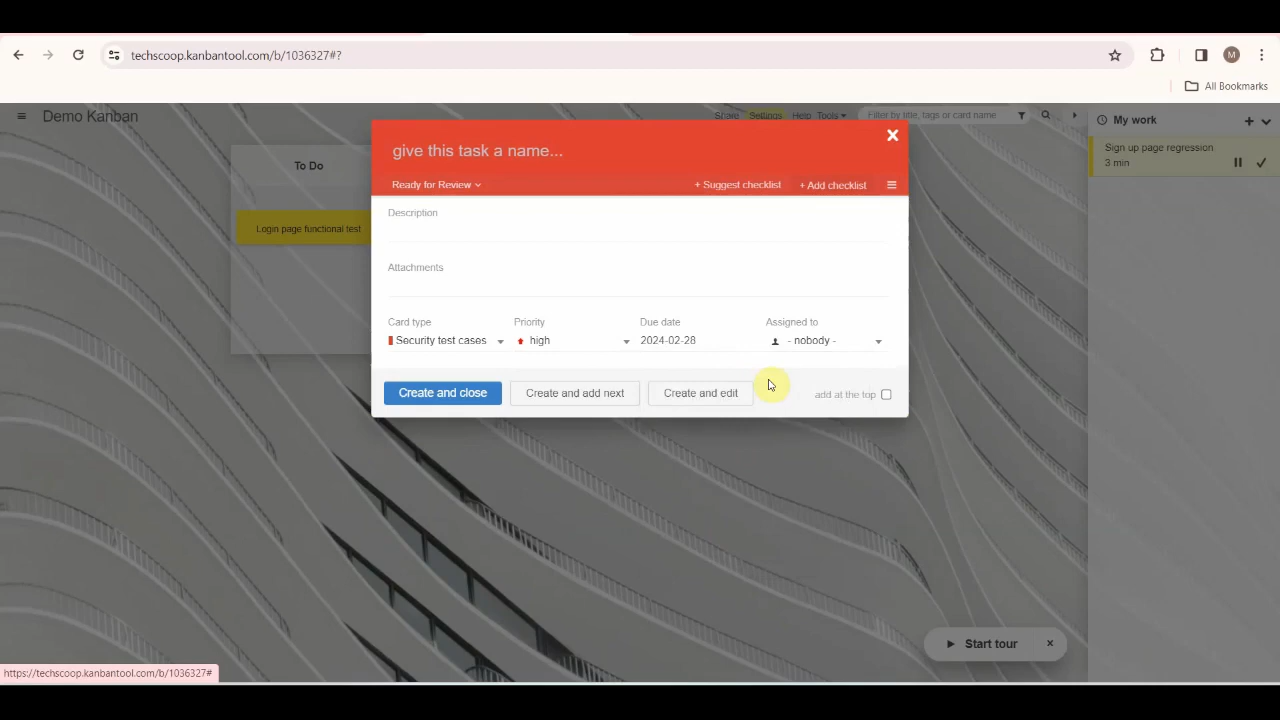 techscoop.kanbantool.com/b/1036327#?
M
All Bookmarks
Demo Kanban
Share
Settings
Help
Tools
Filter by title, tags or card name
My work
Sign up page regression
3 min
To Do
Login page functional test
give this task a name...
Ready for Review
+ Suggest checklist
+ Add checklist
Description
Attachments
Card type
Priority
Due date
Assigned to
Security test cases
high
2024-02-28
- nobody -
Create and close
Create and add next
Create and edit
add at the top
Start tour
https://techscoop.kanbantool.com/b/1036327#